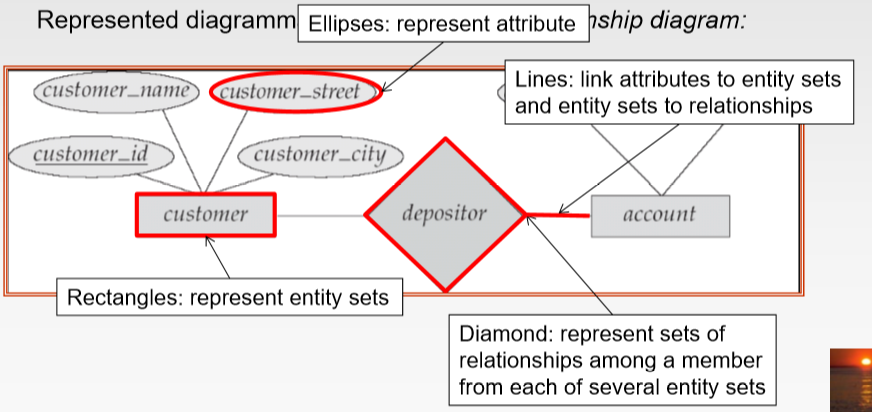 Represented diagramm
Ellipses: represent attribute
nship diagram:
customer_name
customer_street
Lines: link attributes to entity sets
and entity sets to relationships
customer_id
customer_city
customer
depositor
account
Rectangles: represent entity sets
Diamond: represent sets of
relationships among a member
from each of several entity sets